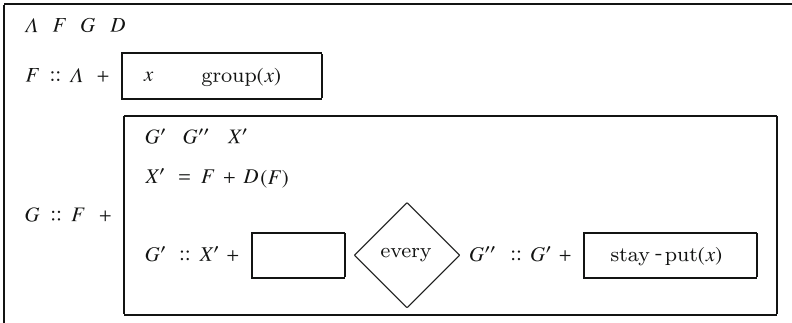 Λ F G D
F :: Λ + x group(x)
G′ G″ X′
X′ = F + D(F)
G :: F +
G′ :: X′ + every G″ :: G′ + stay-put(x)